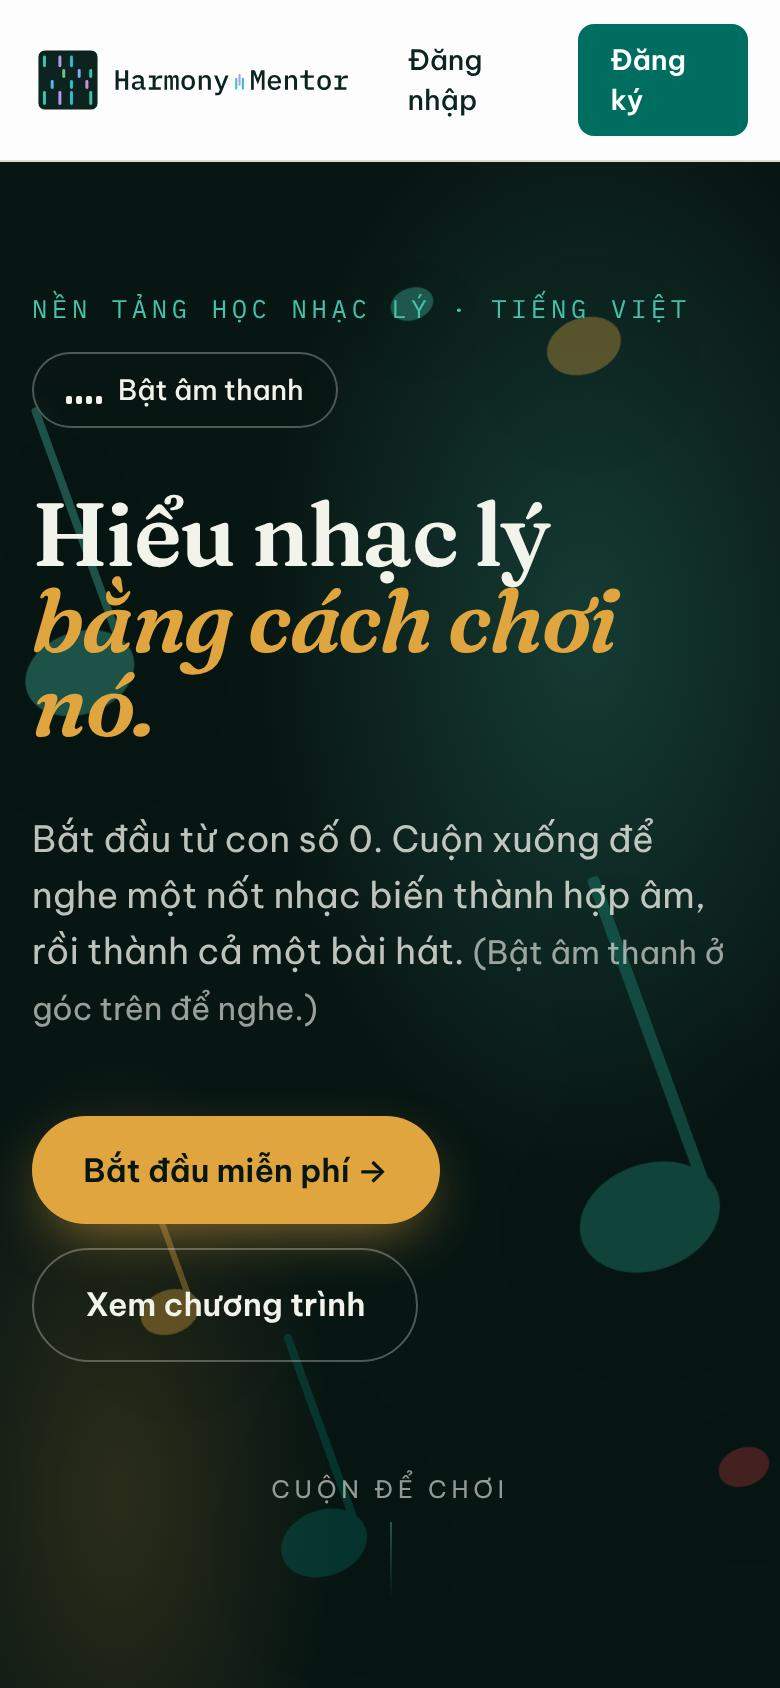 Harmony Mentor
Đăng nhập
Đăng ký
NỀN TẢNG HỌC NHẠC LÝ · TIẾNG VIỆT
Bật âm thanh
Hiểu nhạc lý
bằng cách chơi
nó.
Bắt đầu từ con số 0. Cuộn xuống để
nghe một nốt nhạc biến thành hợp âm,
rồi thành cả một bài hát. (Bật âm thanh ở
góc trên để nghe.)
Bắt đầu miễn phí →
Xem chương trình
CUỘN ĐỂ CHƠI